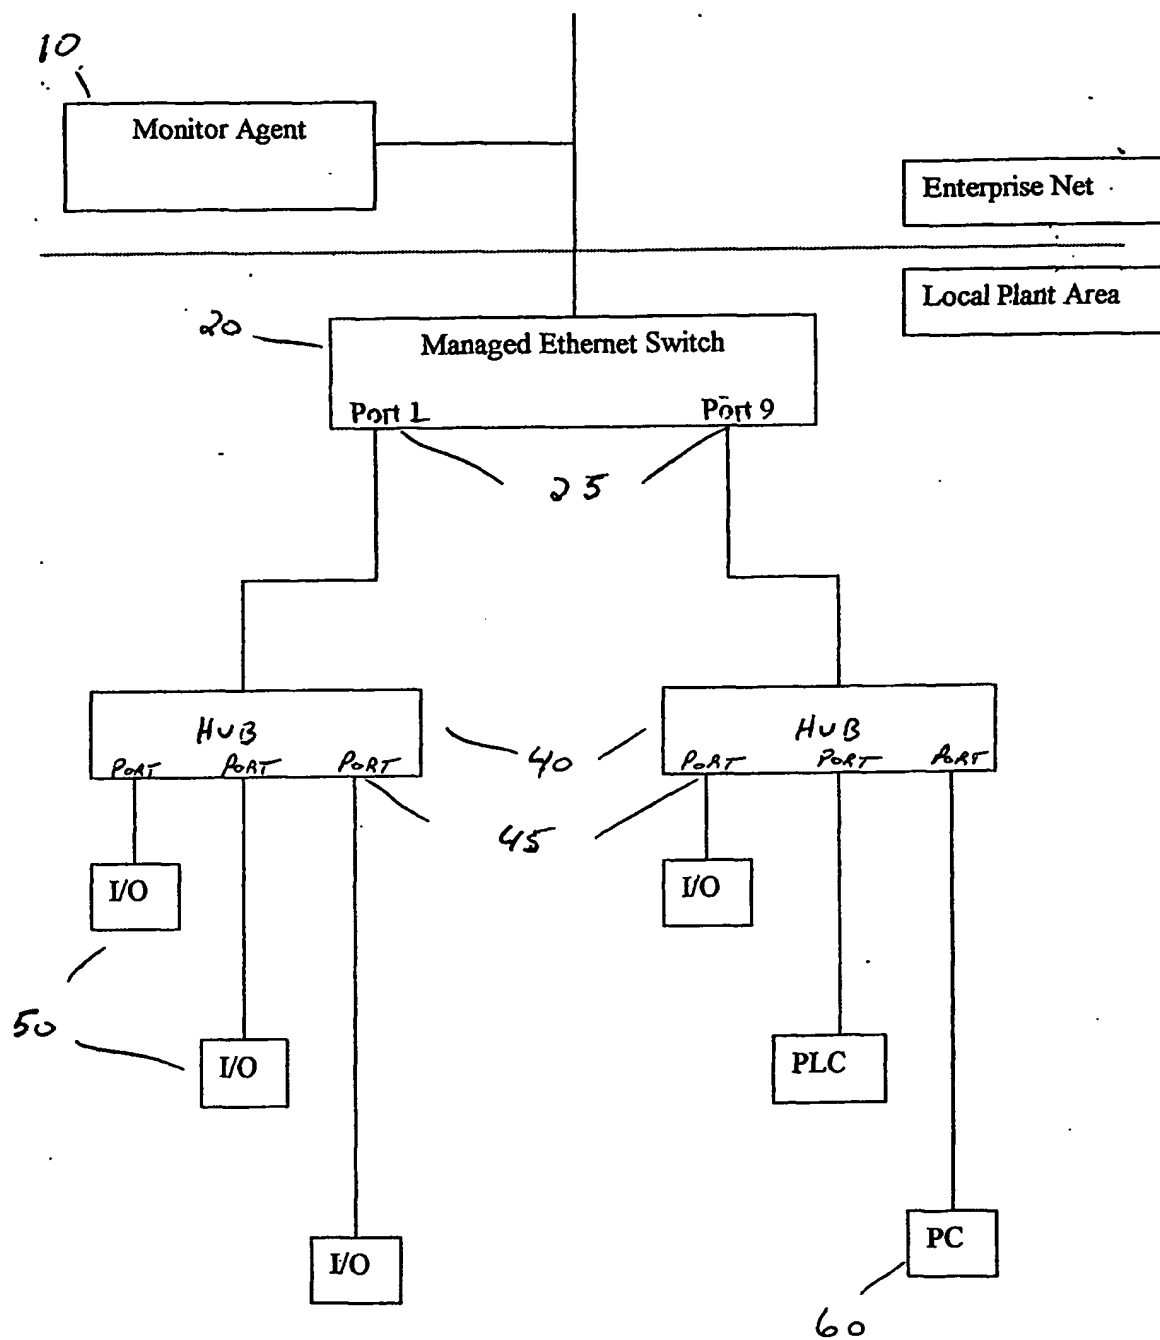 10
Monitor Agent
Enterprise Net
Local Plant Area
20
Managed Ethernet Switch
Port 1
Port 9
25
HUB
PORT PORT PORT
40
HUB
PORT PORT PORT
45
I/O
I/O
50
I/O
PLC
I/O
PC
60